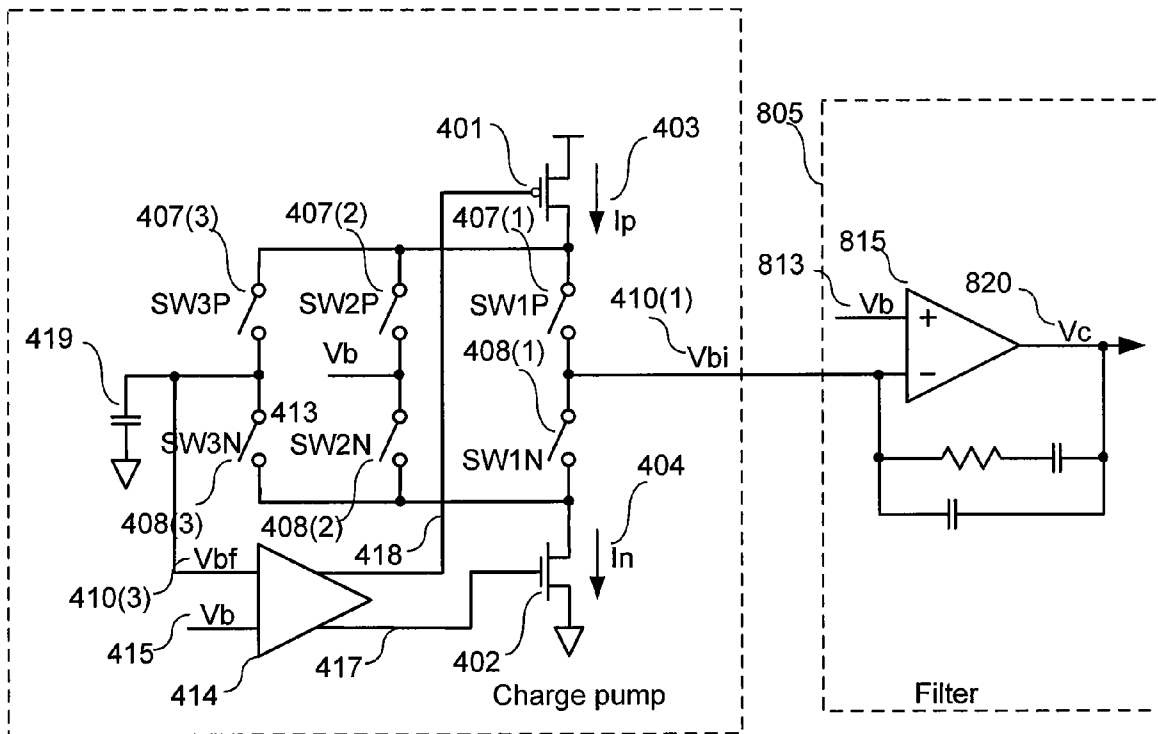 401
403
805
407(3)
407(2)
407(1)
Ip
815
813
SW3P
SW2P
SW1P
410(1)
Vb
+
820
419
Vb
408(1)
Vbi
Vc
−
413
SW3N
SW2N
SW1N
404
408(3)
408(2)
418
In
Vbf
410(3)
Vb
415
417
402
414
Charge pump
Filter